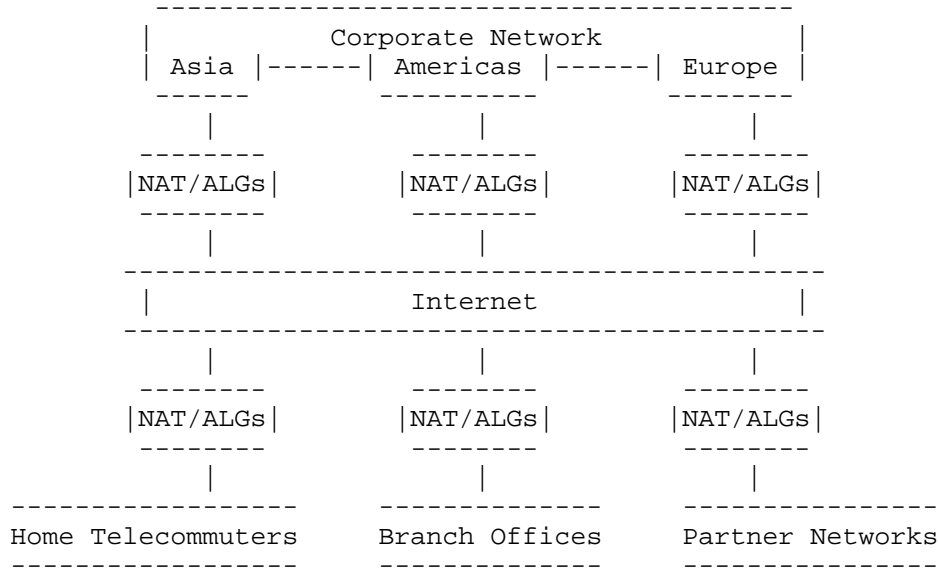 Corporate Network
| Asia |------| Americas |------| Europe |
|NAT/ALGs| |NAT/ALGs| |NAT/ALGs|
Internet
|NAT/ALGs| |NAT/ALGs| |NAT/ALGs|
Home Telecommuters Branch Offices Partner Networks